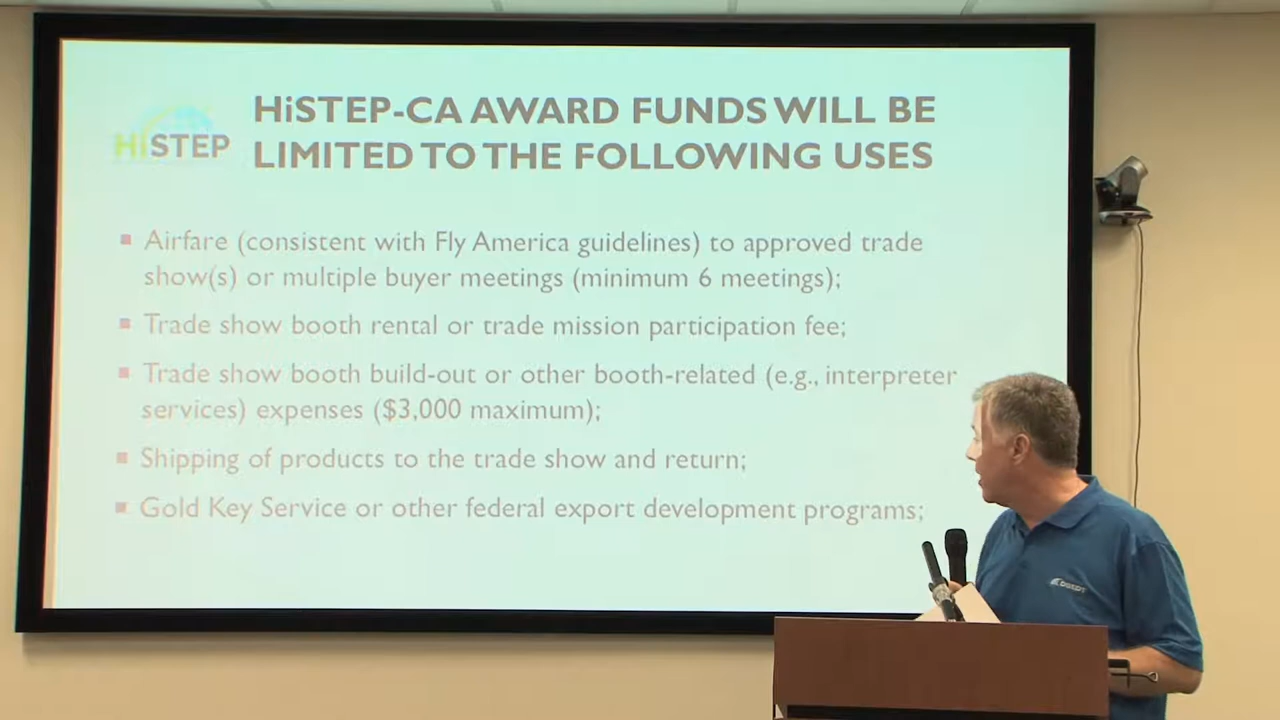 HiSTEP-CA AWARD FUNDS WILL BE
LIMITED TO THE FOLLOWING USES
HiSTEP
Airfare (consistent with Fly America guidelines) to approved trade
show(s) or multiple buyer meetings (minimum 6 meetings);
Trade show booth rental or trade mission participation fee;
Trade show booth build-out or other booth-related (e.g., interpreter
services) expenses ($3,000 maximum);
Shipping of products to the trade show and return;
Gold Key Service or other federal export development programs;